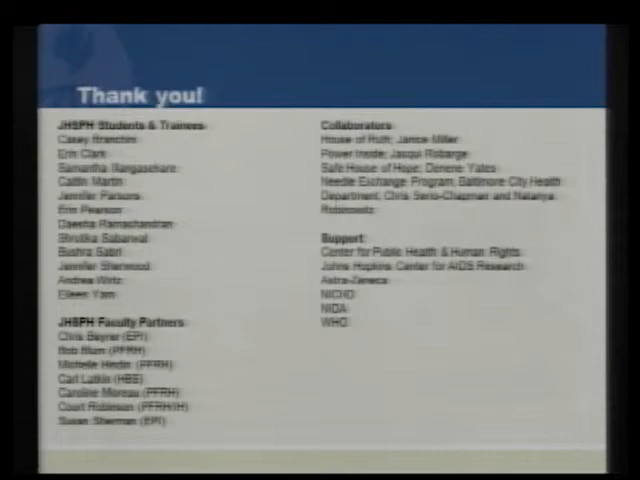 Thank you!
JHSPH Students & Trainees
Casey Branchini
Erin Clark
Samantha Illangasekare
Caitlin Martin
Jennifer Parsons
Erin Pearson
Daesha Ramachandran
Shrutika Sabarwal
Bushra Sabri
Jennifer Sherwood
Andrea Wirtz
Eileen Yam
JHSPH Faculty Partners
Chris Beyrer (EPI)
Bob Blum (PFRH)
Michelle Hindin (PFRH)
Carl Latkin (HBS)
Caroline Moreau (PFRH)
Court Robinson (PFRH/IH)
Susan Sherman (EPI)
Collaborators
House of Ruth; Janice Miller
Power Inside; Jacqui Robarge
Safe House of Hope; Denene Yates
Needle Exchange Program, Baltimore City Health
Department, Chris Serio-Chapman and Natanya
Robinowitz
Support
Center for Public Health & Human Rights
Johns Hopkins Center for AIDS Research
Astra-Zeneca
NICHD
NIDA
WHO